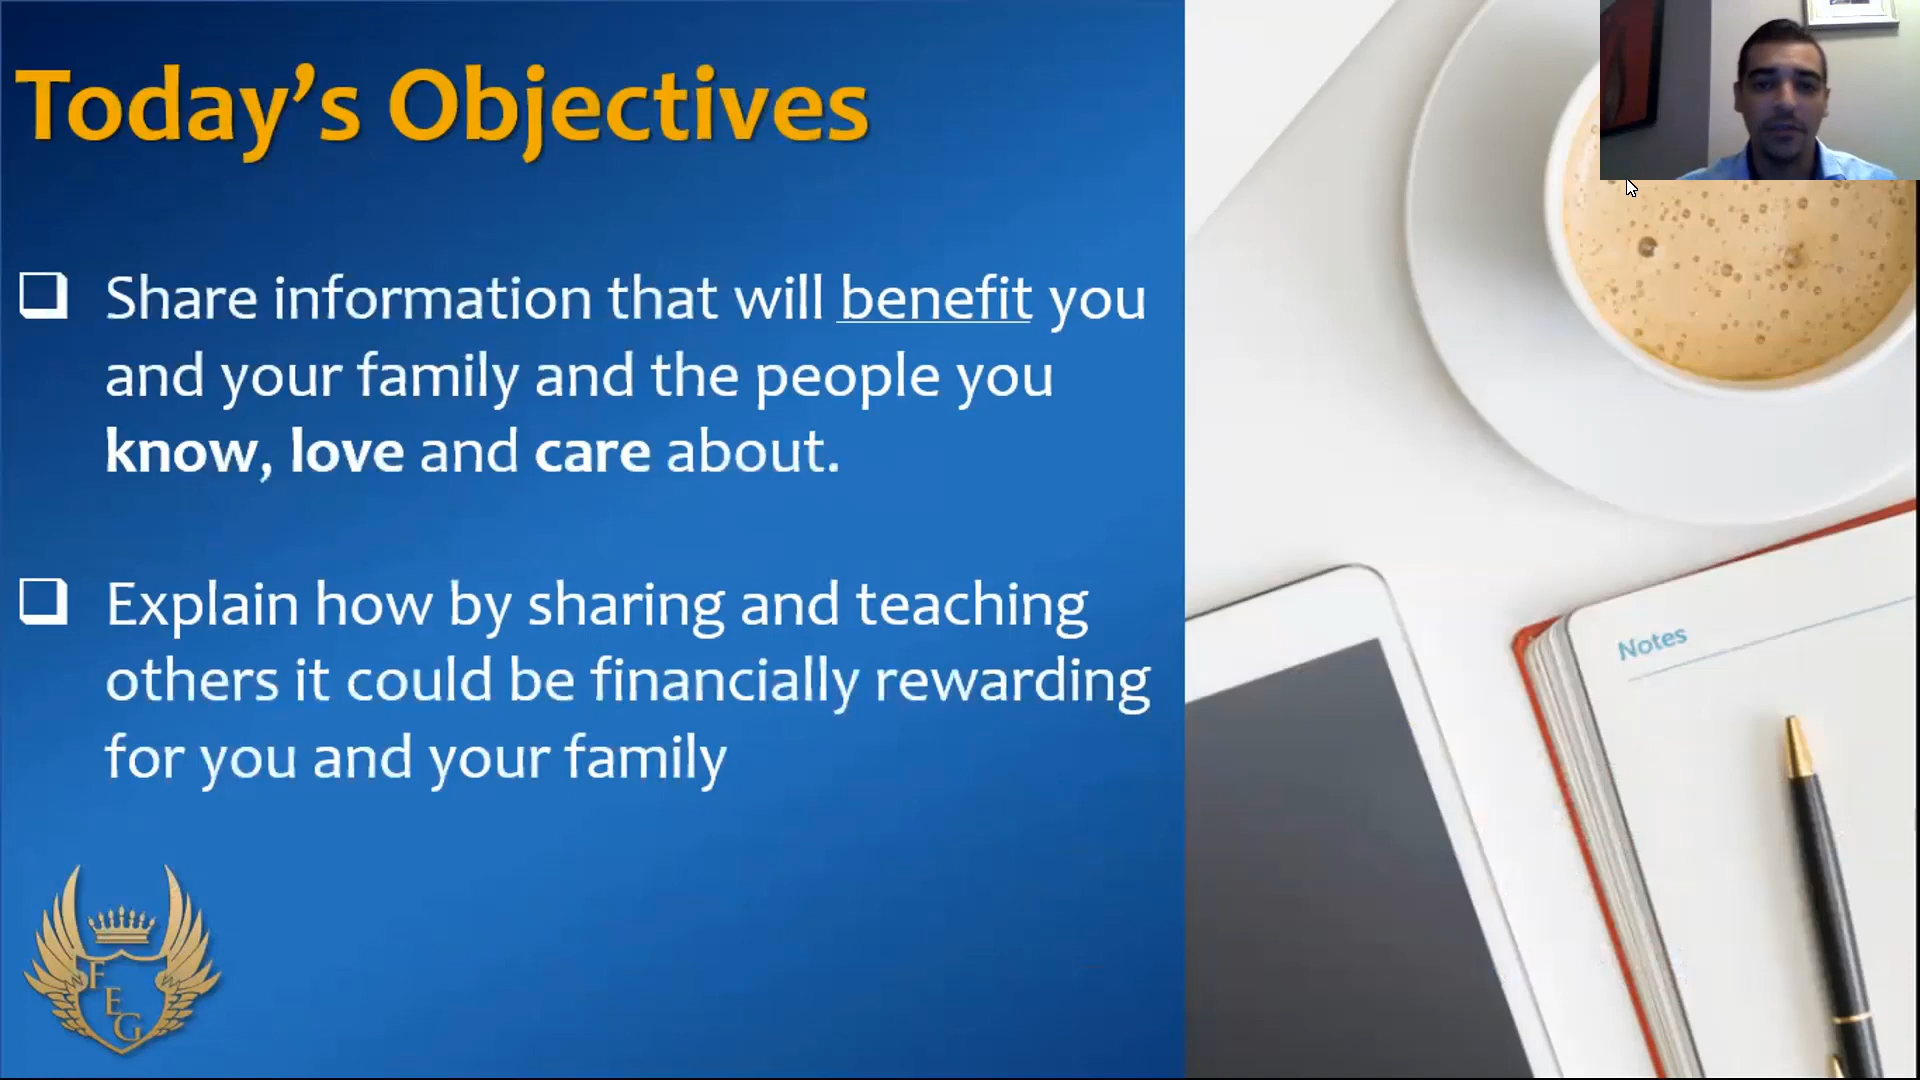 Today’s Objectives
Share information that will benefit you
and your family and the people you
know, love and care about.
Explain how by sharing and teaching
others it could be financially rewarding
for you and your family
Notes
F
E
G